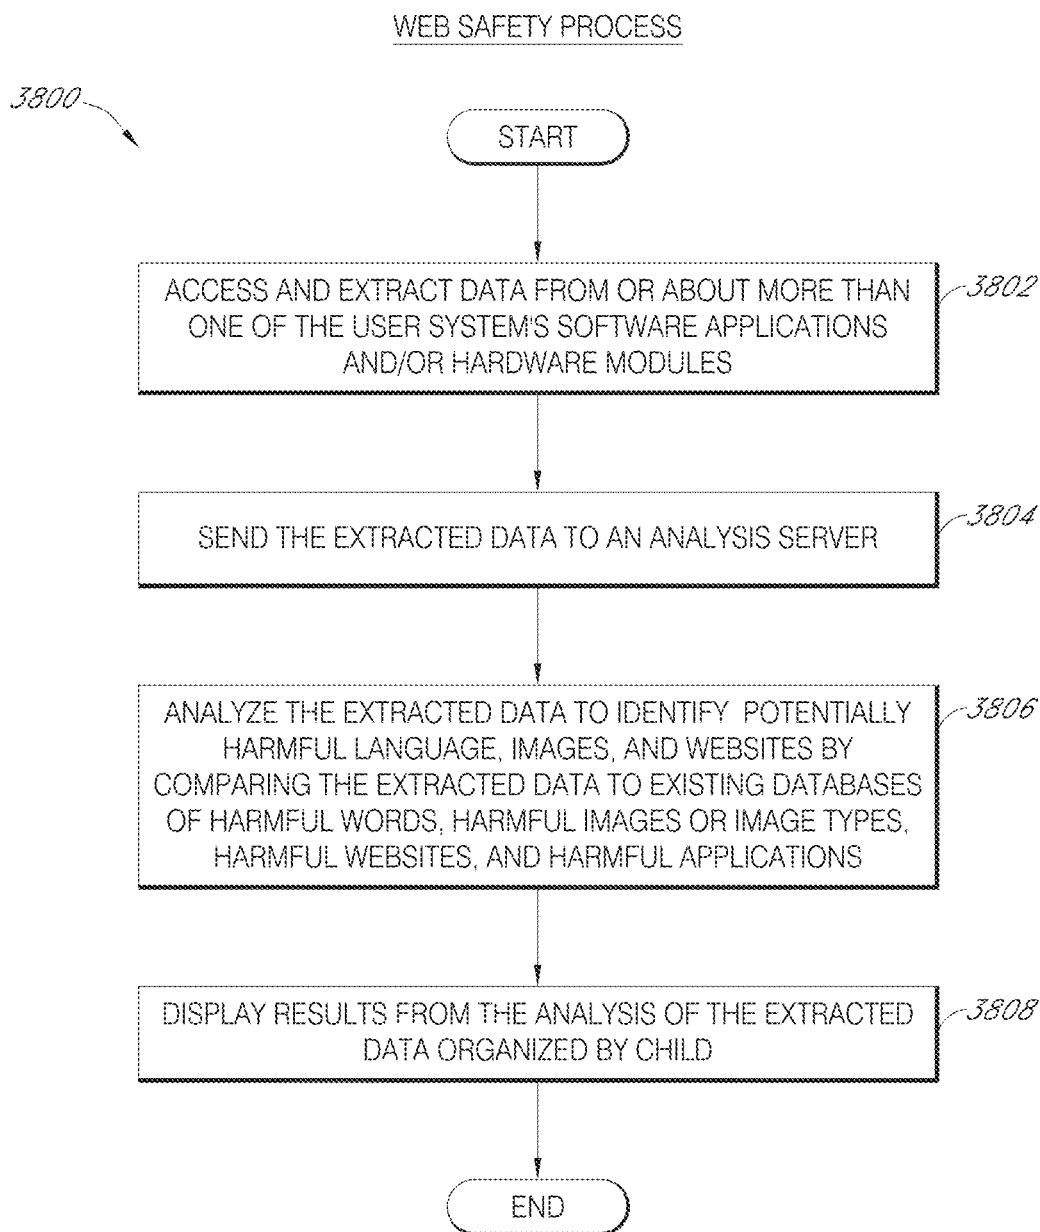 WEB SAFETY PROCESS
3800
START
ACCESS AND EXTRACT DATA FROM OR ABOUT MORE THAN
ONE OF THE USER SYSTEM'S SOFTWARE APPLICATIONS
AND/OR HARDWARE MODULES
3802
SEND THE EXTRACTED DATA TO AN ANALYSIS SERVER
3804
ANALYZE THE EXTRACTED DATA TO IDENTIFY POTENTIALLY
HARMFUL LANGUAGE, IMAGES, AND WEBSITES BY
COMPARING THE EXTRACTED DATA TO EXISTING DATABASES
OF HARMFUL WORDS, HARMFUL IMAGES OR IMAGE TYPES,
HARMFUL WEBSITES, AND HARMFUL APPLICATIONS
3806
DISPLAY RESULTS FROM THE ANALYSIS OF THE EXTRACTED
DATA ORGANIZED BY CHILD
3808
END